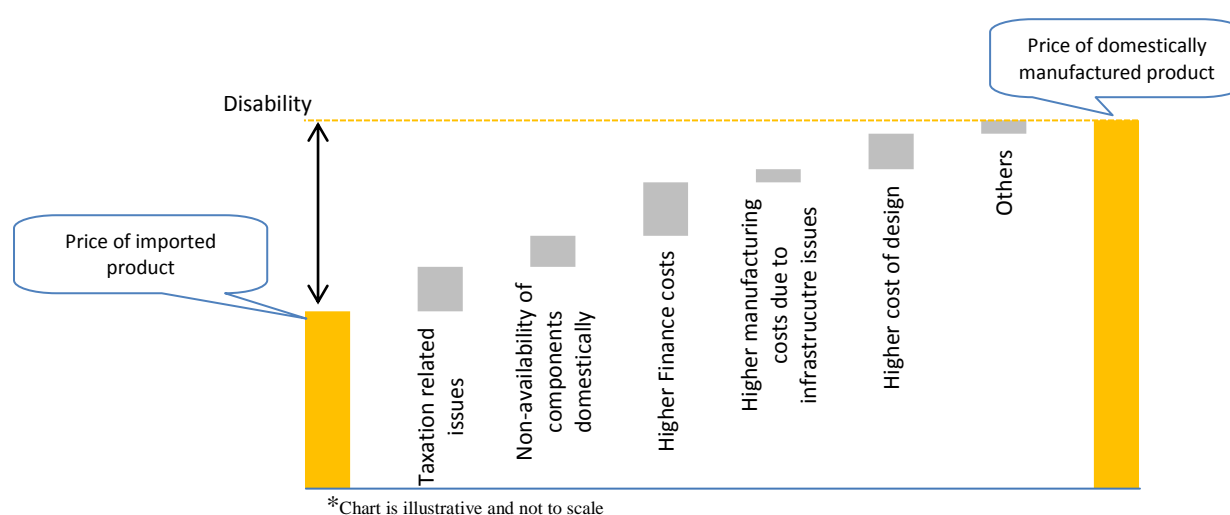 Price of domestically
manufactured product
Disability
Price of imported
product
Taxation related
issues
Non-availability of
components
domestically
Higher Finance costs
Higher manufacturing
costs due to
infrastrucutre issues
Higher cost of design
Others
*Chart is illustrative and not to scale